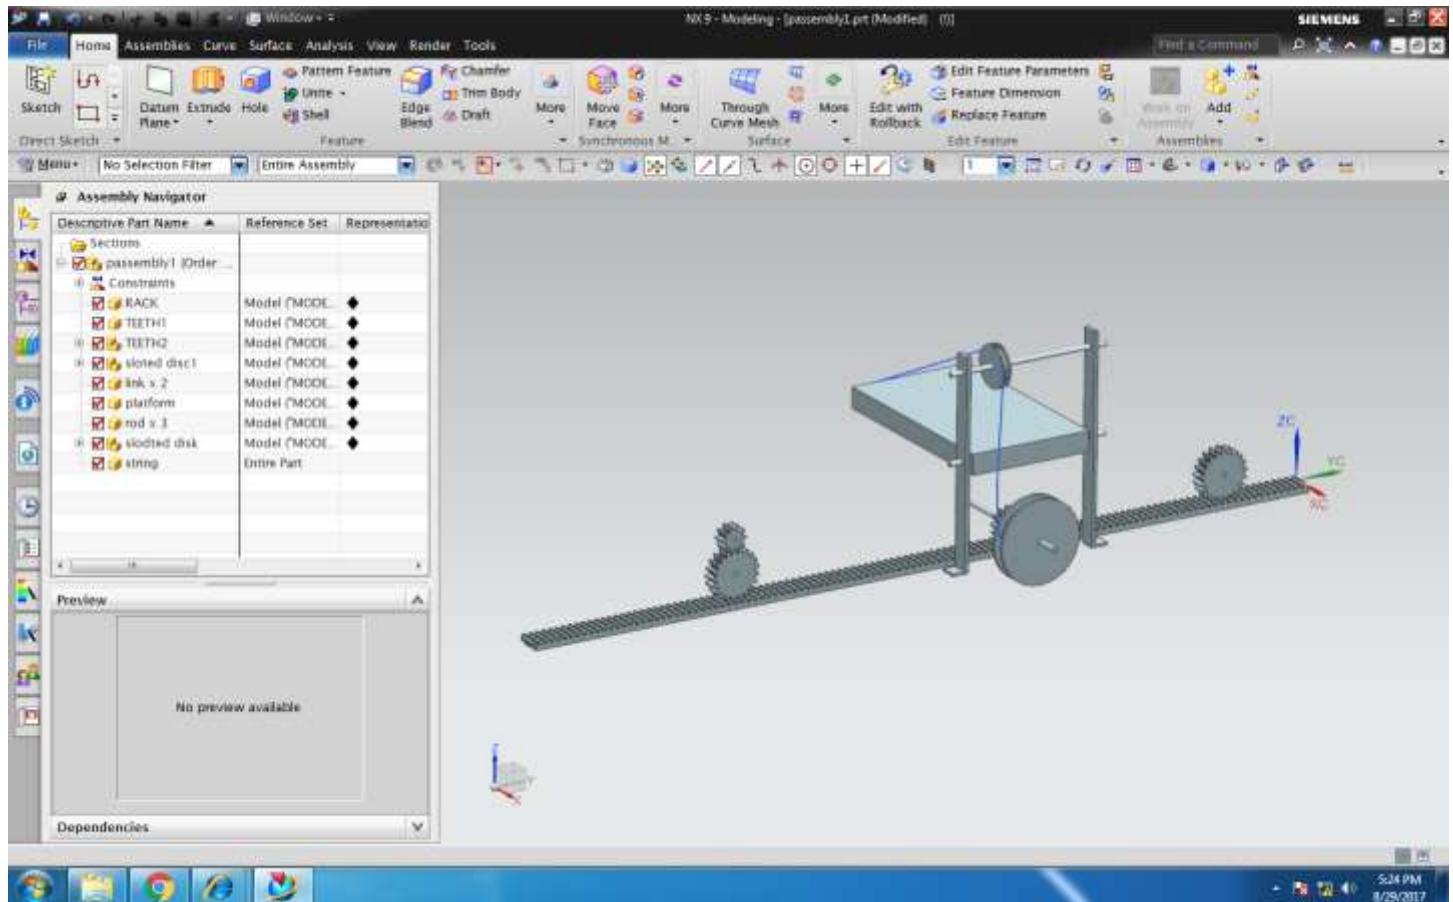 Window
NX 9 - Modeling - [passembly1.prt (Modified) (!)]
SIEMENS
File Home Assemblies Curve Surface Analysis View Render Tools
Find a Command
Sketch
Datum Plane
Extrude
Hole
Pattern Feature
Unite
Shell
Edge Blend
Chamfer
Trim Body
Draft
More
Move Face
More
Through Curve Mesh
More
Edit with Rollback
Edit Feature Parameters
Feature Dimension
Replace Feature
Work on Assembly
Add
Direct Sketch
Feature
Synchronous M...
Surface
Edit Feature
Assemblies
Menu
No Selection Filter
Entire Assembly
1
Assembly Navigator
Descriptive Part Name Reference Set Representatio
Sections
passembly1 (Order ...
Constraints
RACK Model ("MODE...
TEETH1 Model ("MODE...
TEETH2 Model ("MODE...
sloted disc1 Model ("MODE...
link x 2 Model ("MODE...
platform Model ("MODE...
rod x 3 Model ("MODE...
slodted disk Model ("MODE...
string Entire Part
ZC
YC
XC
Preview
No preview available
Z
Y
X
Dependencies
5:24 PM
8/29/2017